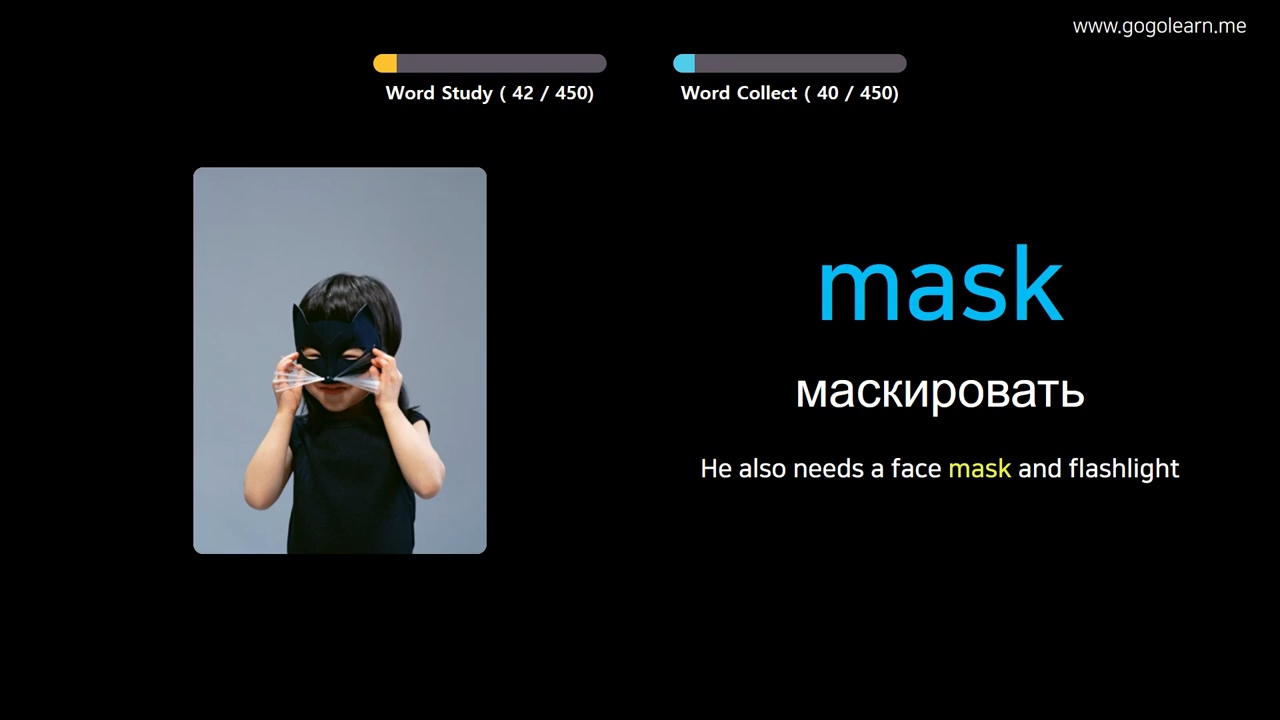 www.gogolearn.me
Word Study ( 42 / 450)
Word Collect ( 40 / 450)
mask
маскировать
He also needs a face mask and flashlight